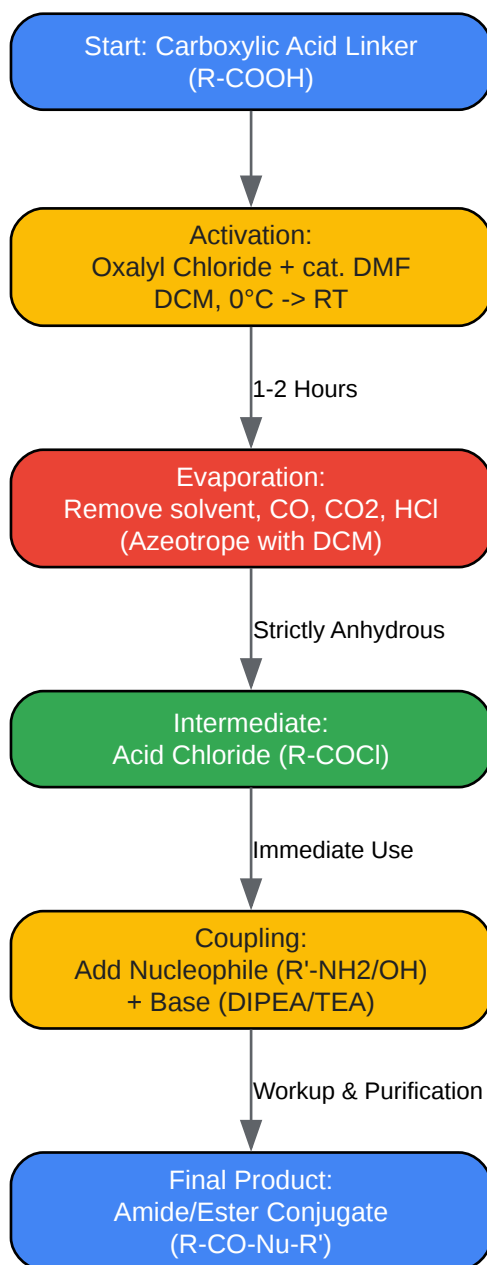 Start: Carboxylic Acid Linker
(R-COOH)
Activation:
Oxalyl Chloride + cat. DMF
DCM, 0°C -> RT
1-2 Hours
Evaporation:
Remove solvent, CO, CO2, HCl
(Azeotrope with DCM)
Strictly Anhydrous
Intermediate:
Acid Chloride (R-COCl)
Immediate Use
Coupling:
Add Nucleophile (R'-NH2/OH)
+ Base (DIPEA/TEA)
Workup & Purification
Final Product:
Amide/Ester Conjugate
(R-CO-Nu-R')